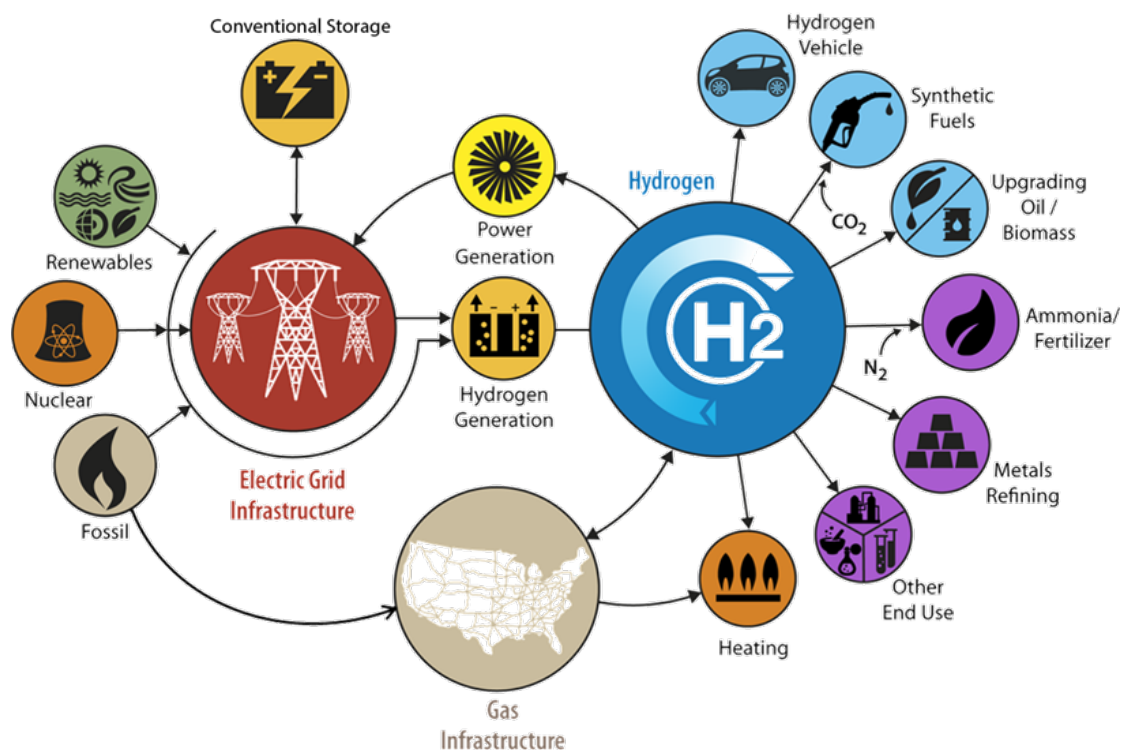 Conventional Storage
+ -
Hydrogen
Vehicle
Synthetic
Fuels
CO2
Upgrading
Oil /
Biomass
Renewables
Power
Generation
Hydrogen
H2
Nuclear
- +
Hydrogen
Generation
Ammonia/
Fertilizer
N2
Fossil
Electric Grid
Infrastructure
Metals
Refining
Other
End Use
Heating
Gas
Infrastructure